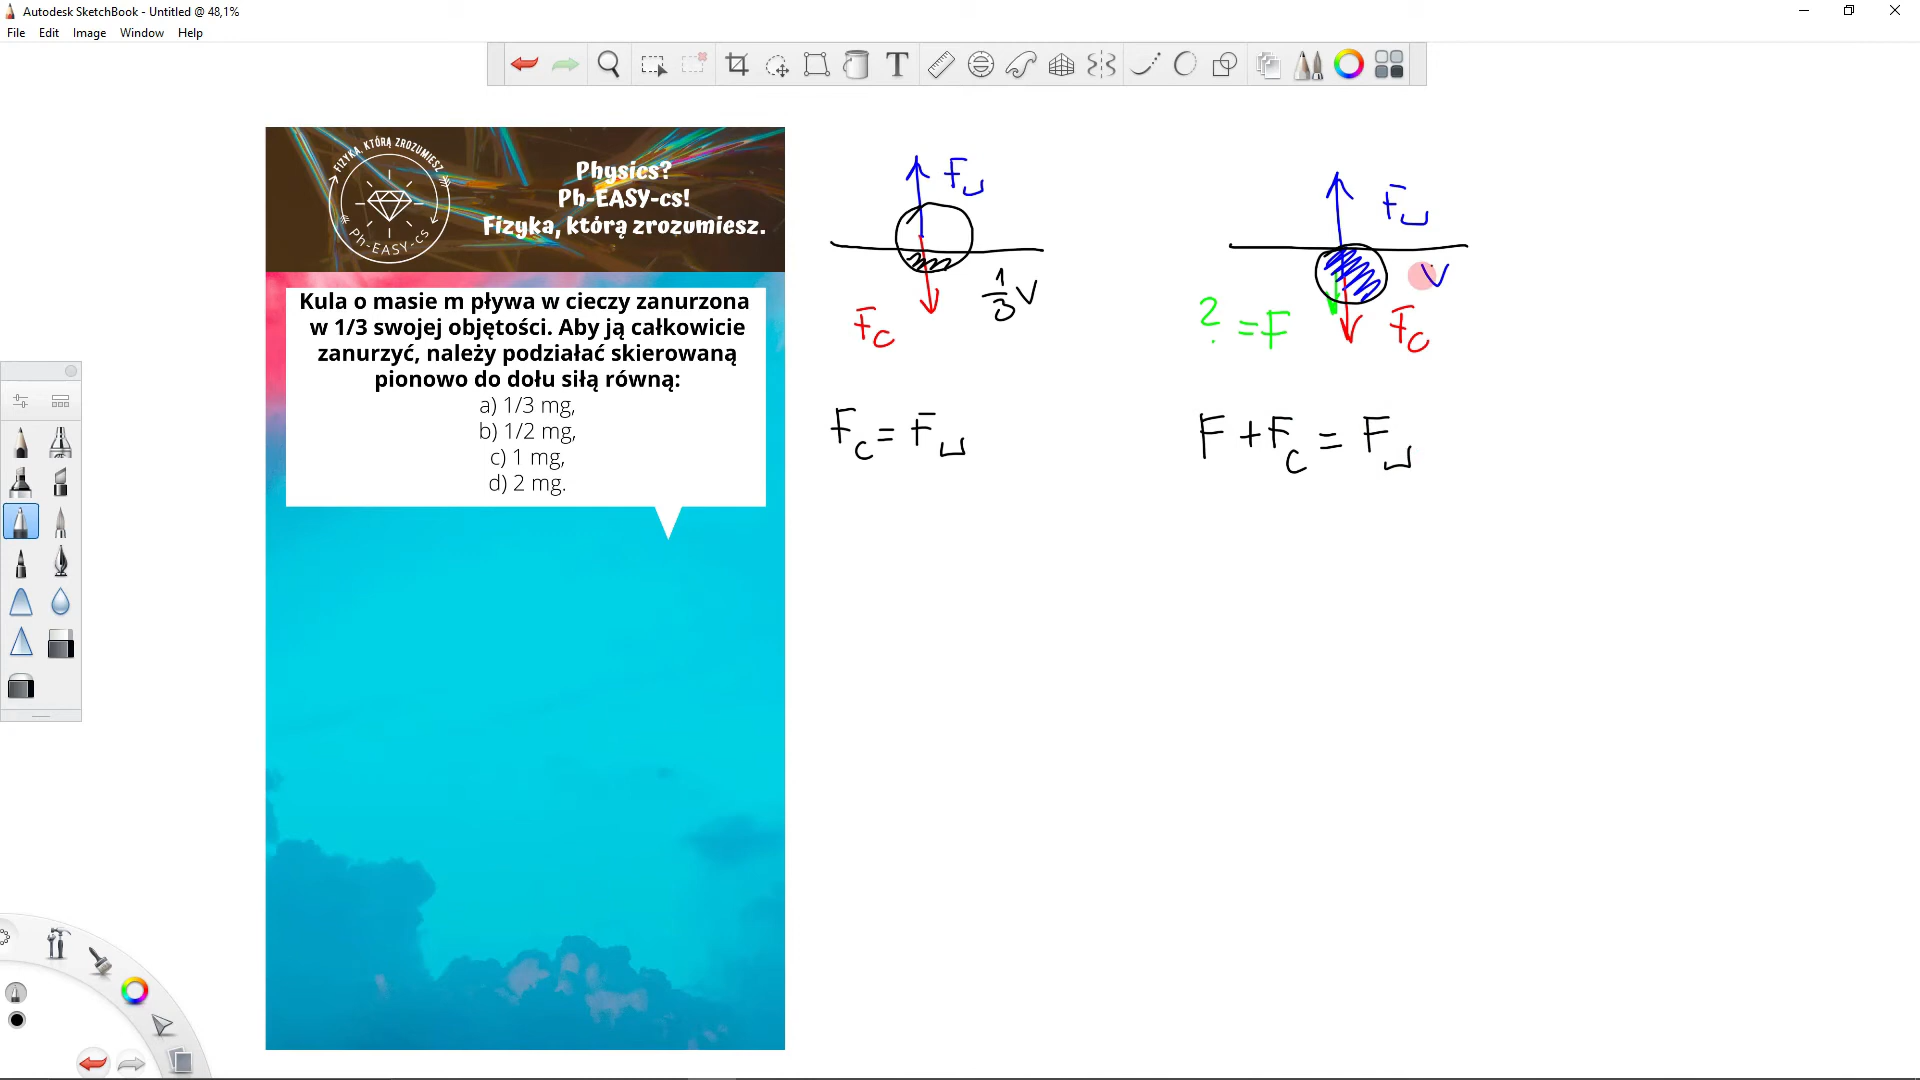 Autodesk SketchBook - Untitled @ 48,1%
File Edit Image Window Help
T
FIZYKA, KTÓRĄ ZROZUMIESZ
Ph-EASY-cs
Physics?
Ph-EASY-cs!
Fizyka, którą zrozumiesz.
Kula o masie m pływa w cieczy zanurzona
w 1/3 swojej objętości. Aby ją całkowicie
zanurzyć, należy podziałać skierowaną
pionowo do dołu siłą równą:
a) 1/3 mg,
b) 1/2 mg,
c) 1 mg,
d) 2 mg.
Fw
1/3 V
Fc
Fc = Fw
Fw
V
? = F
Fc
F + Fc = Fw